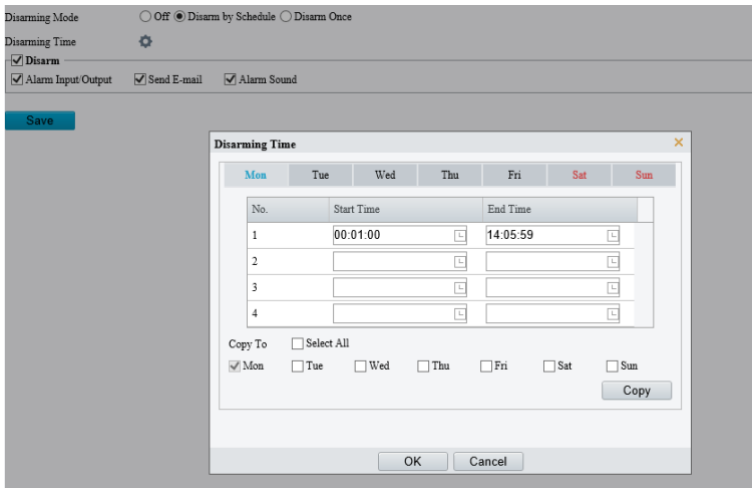 Disarming Mode Off Disarm by Schedule Disarm Once
Disarming Time
Disarm
Alarm Input/Output Send E-mail Alarm Sound
Save
Disarming Time
Mon Tue Wed Thu Fri Sat Sun
No. Start Time End Time
1 00:01:00 14:05:59
2
3
4
Copy To Select All
Mon Tue Wed Thu Fri Sat Sun
Copy
OK Cancel